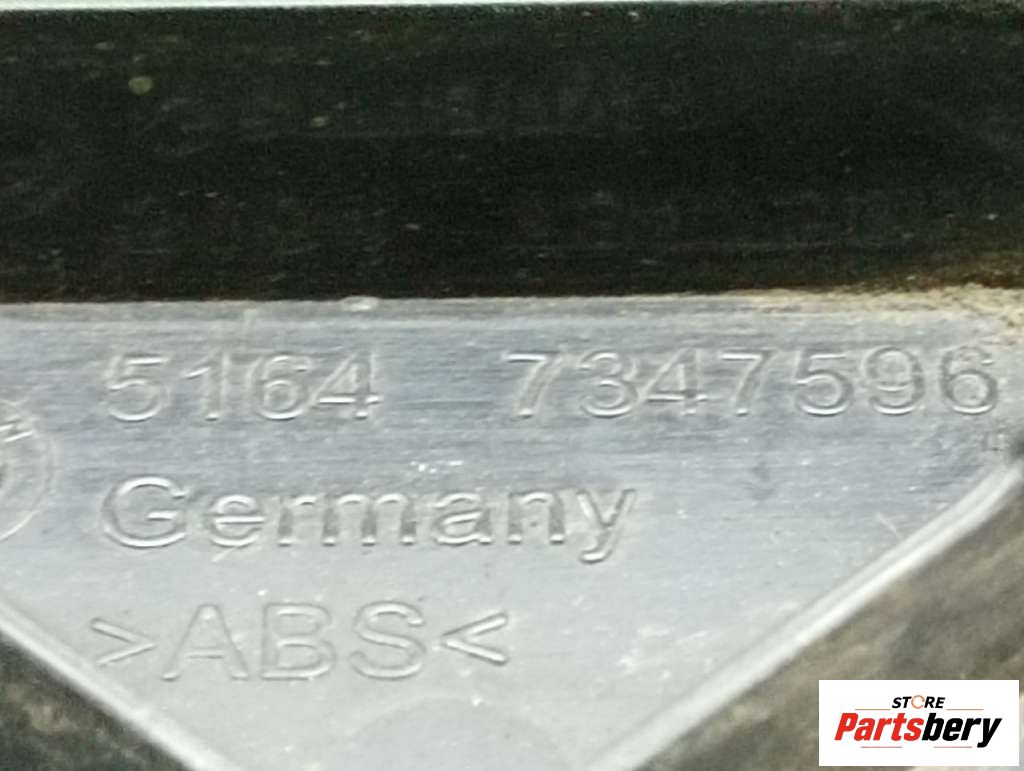 5164 7347596
Germany
>ABS<
STORE
Partsbery